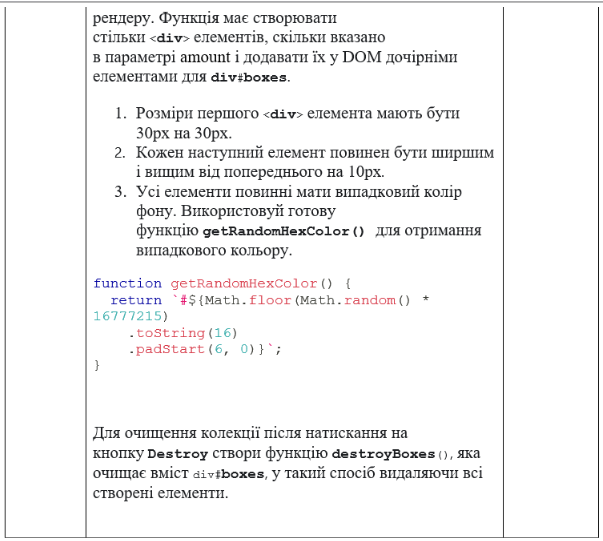 рендеру. Функція має створювати
стільки <div> елементів, скільки вказано
в параметрі amount і додавати їх у DOM дочірніми
елементами для div#boxes.
1. Розміри першого <div> елемента мають бути
30px на 30px.
2. Кожен наступний елемент повинен бути ширшим
і вищим від попереднього на 10px.
3. Усі елементи повинні мати випадковий колір
фону. Використовуй готову
функцію getRandomHexColor() для отримання
випадкового кольору.
function getRandomHexColor() {
  return `#${Math.floor(Math.random() *
16777215)
    .toString(16)
    .padStart(6, 0)}`;
}
Для очищення колекції після натискання на
кнопку Destroy створи функцію destroyBoxes(), яка
очищає вміст div#boxes, у такий спосіб видаляючи всі
створені елементи.